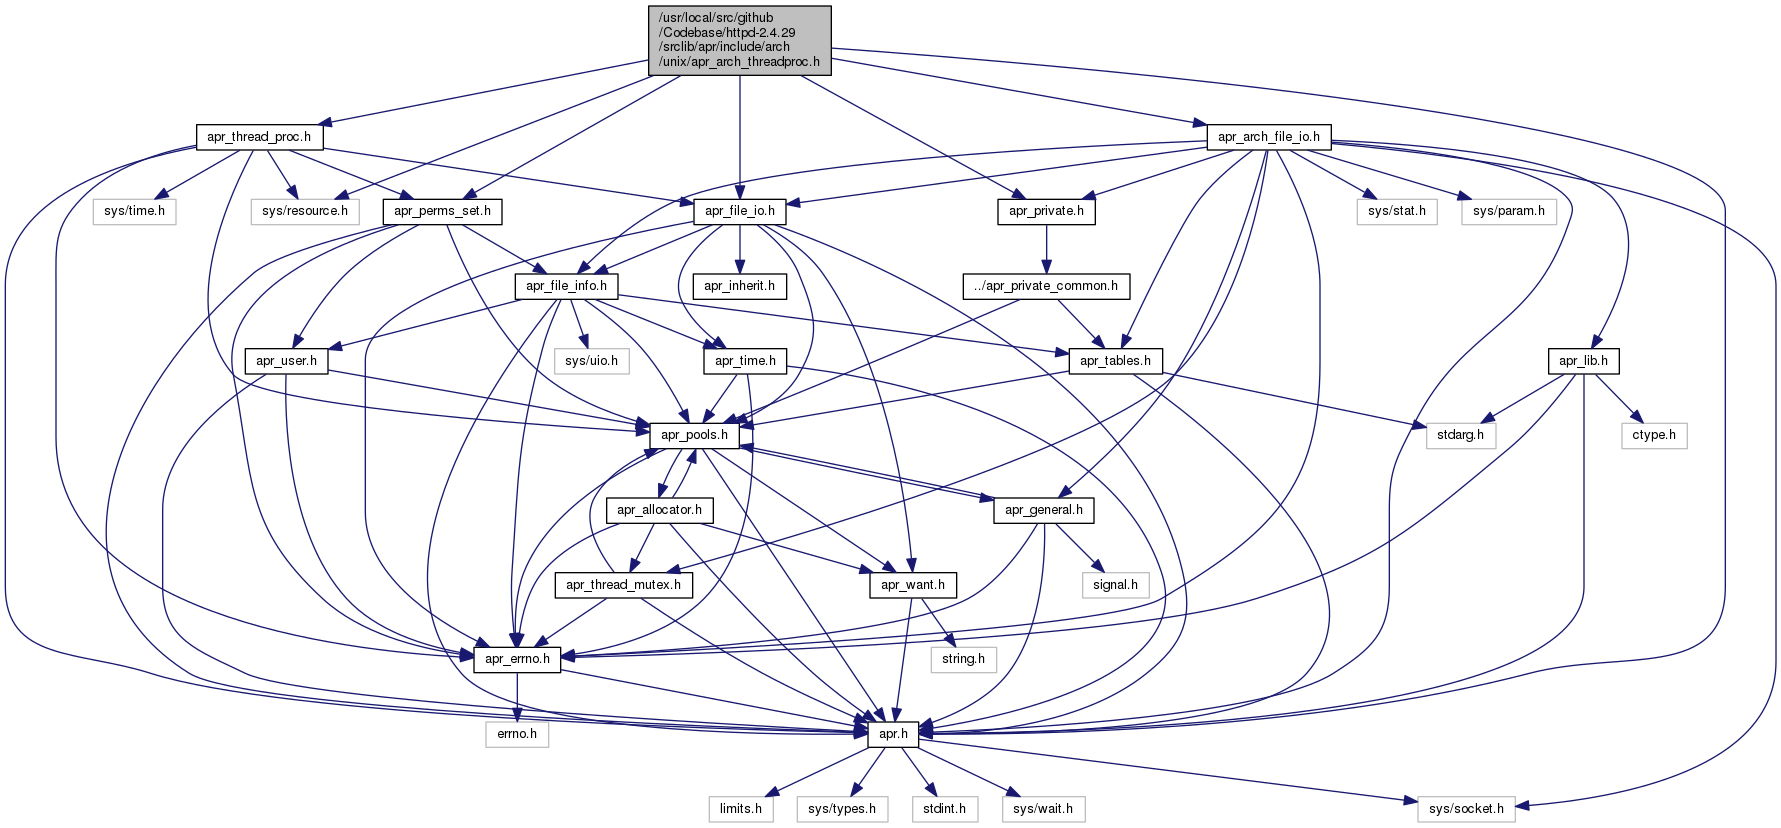 /usr/local/src/github
/Codebase/httpd-2.4.29
/srclib/apr/include/arch
/unix/apr_arch_threadproc.h
apr_thread_proc.h
apr_arch_file_io.h
sys/time.h
sys/resource.h
apr_perms_set.h
apr_file_io.h
apr_private.h
sys/stat.h
sys/param.h
apr_file_info.h
apr_inherit.h
../apr_private_common.h
apr_user.h
sys/uio.h
apr_time.h
apr_tables.h
apr_lib.h
apr_pools.h
stdarg.h
ctype.h
apr_allocator.h
apr_general.h
apr_thread_mutex.h
apr_want.h
signal.h
apr_errno.h
string.h
errno.h
apr.h
limits.h
sys/types.h
stdint.h
sys/wait.h
sys/socket.h